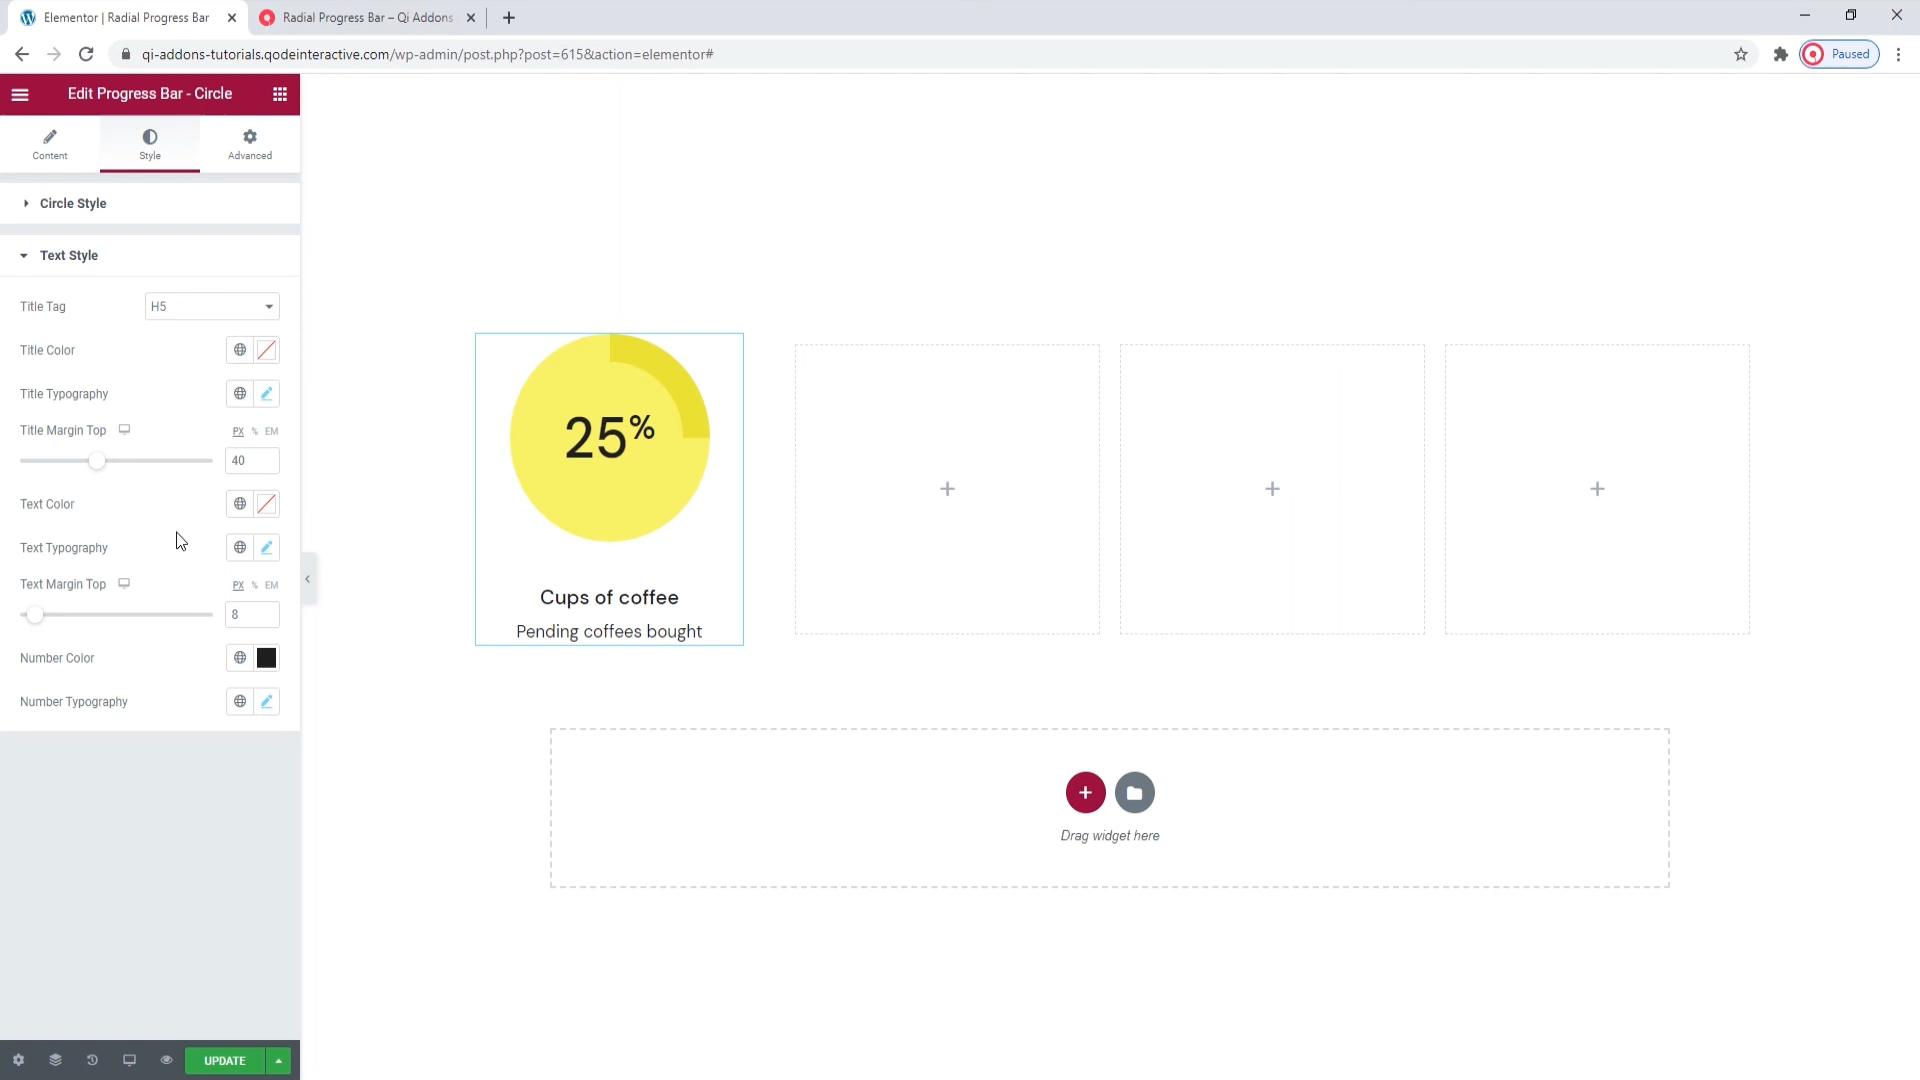 Elementor | Radial Progress Bar
Radial Progress Bar – Qi Addons
qi-addons-tutorials.qodeinteractive.com/wp-admin/post.php?post=615&action=elementor#
Paused
Edit Progress Bar - Circle
Content
Style
Advanced
Circle Style
Text Style
Title Tag
H5
Title Color
Title Typography
Title Margin Top
PX % EM
40
Text Color
Text Typography
Text Margin Top
PX % EM
8
Number Color
Number Typography
UPDATE
25%
Cups of coffee
Pending coffees bought
Drag widget here